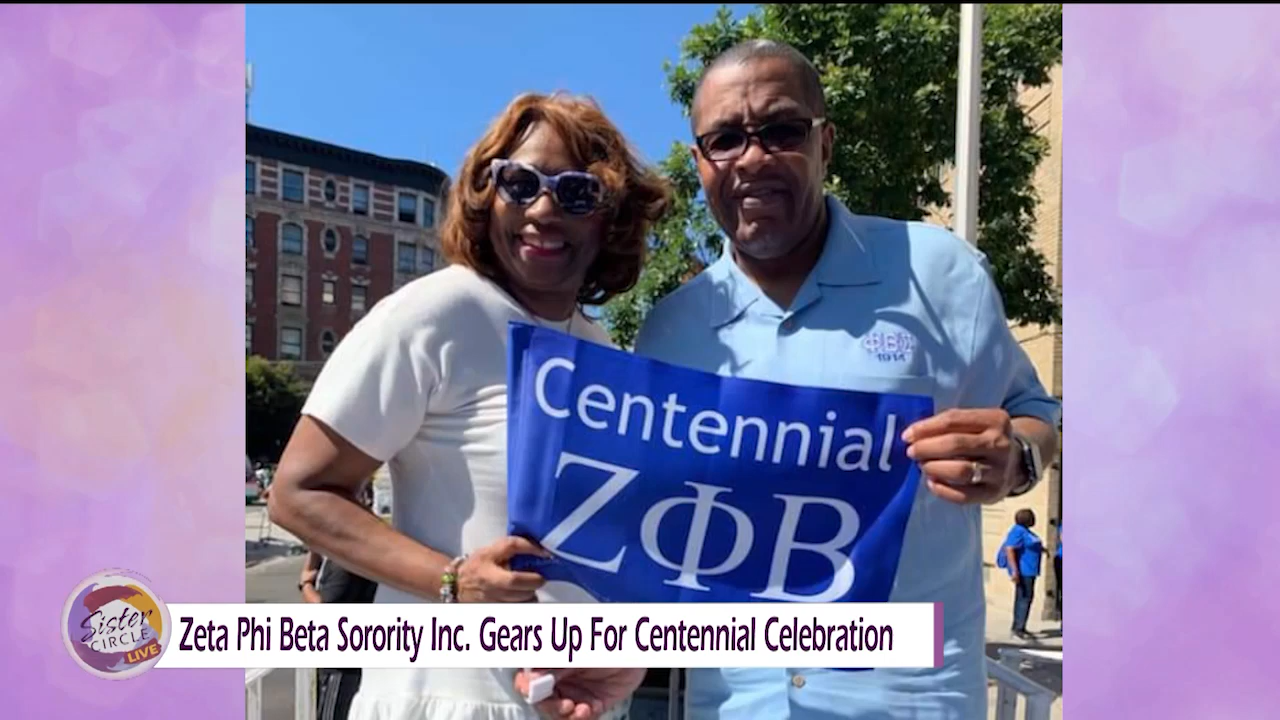 ΦΒΣ
1914
Centennial
ΖΦΒ
Sister
CIRCLE
LIVE
Zeta Phi Beta Sorority Inc. Gears Up For Centennial Celebration